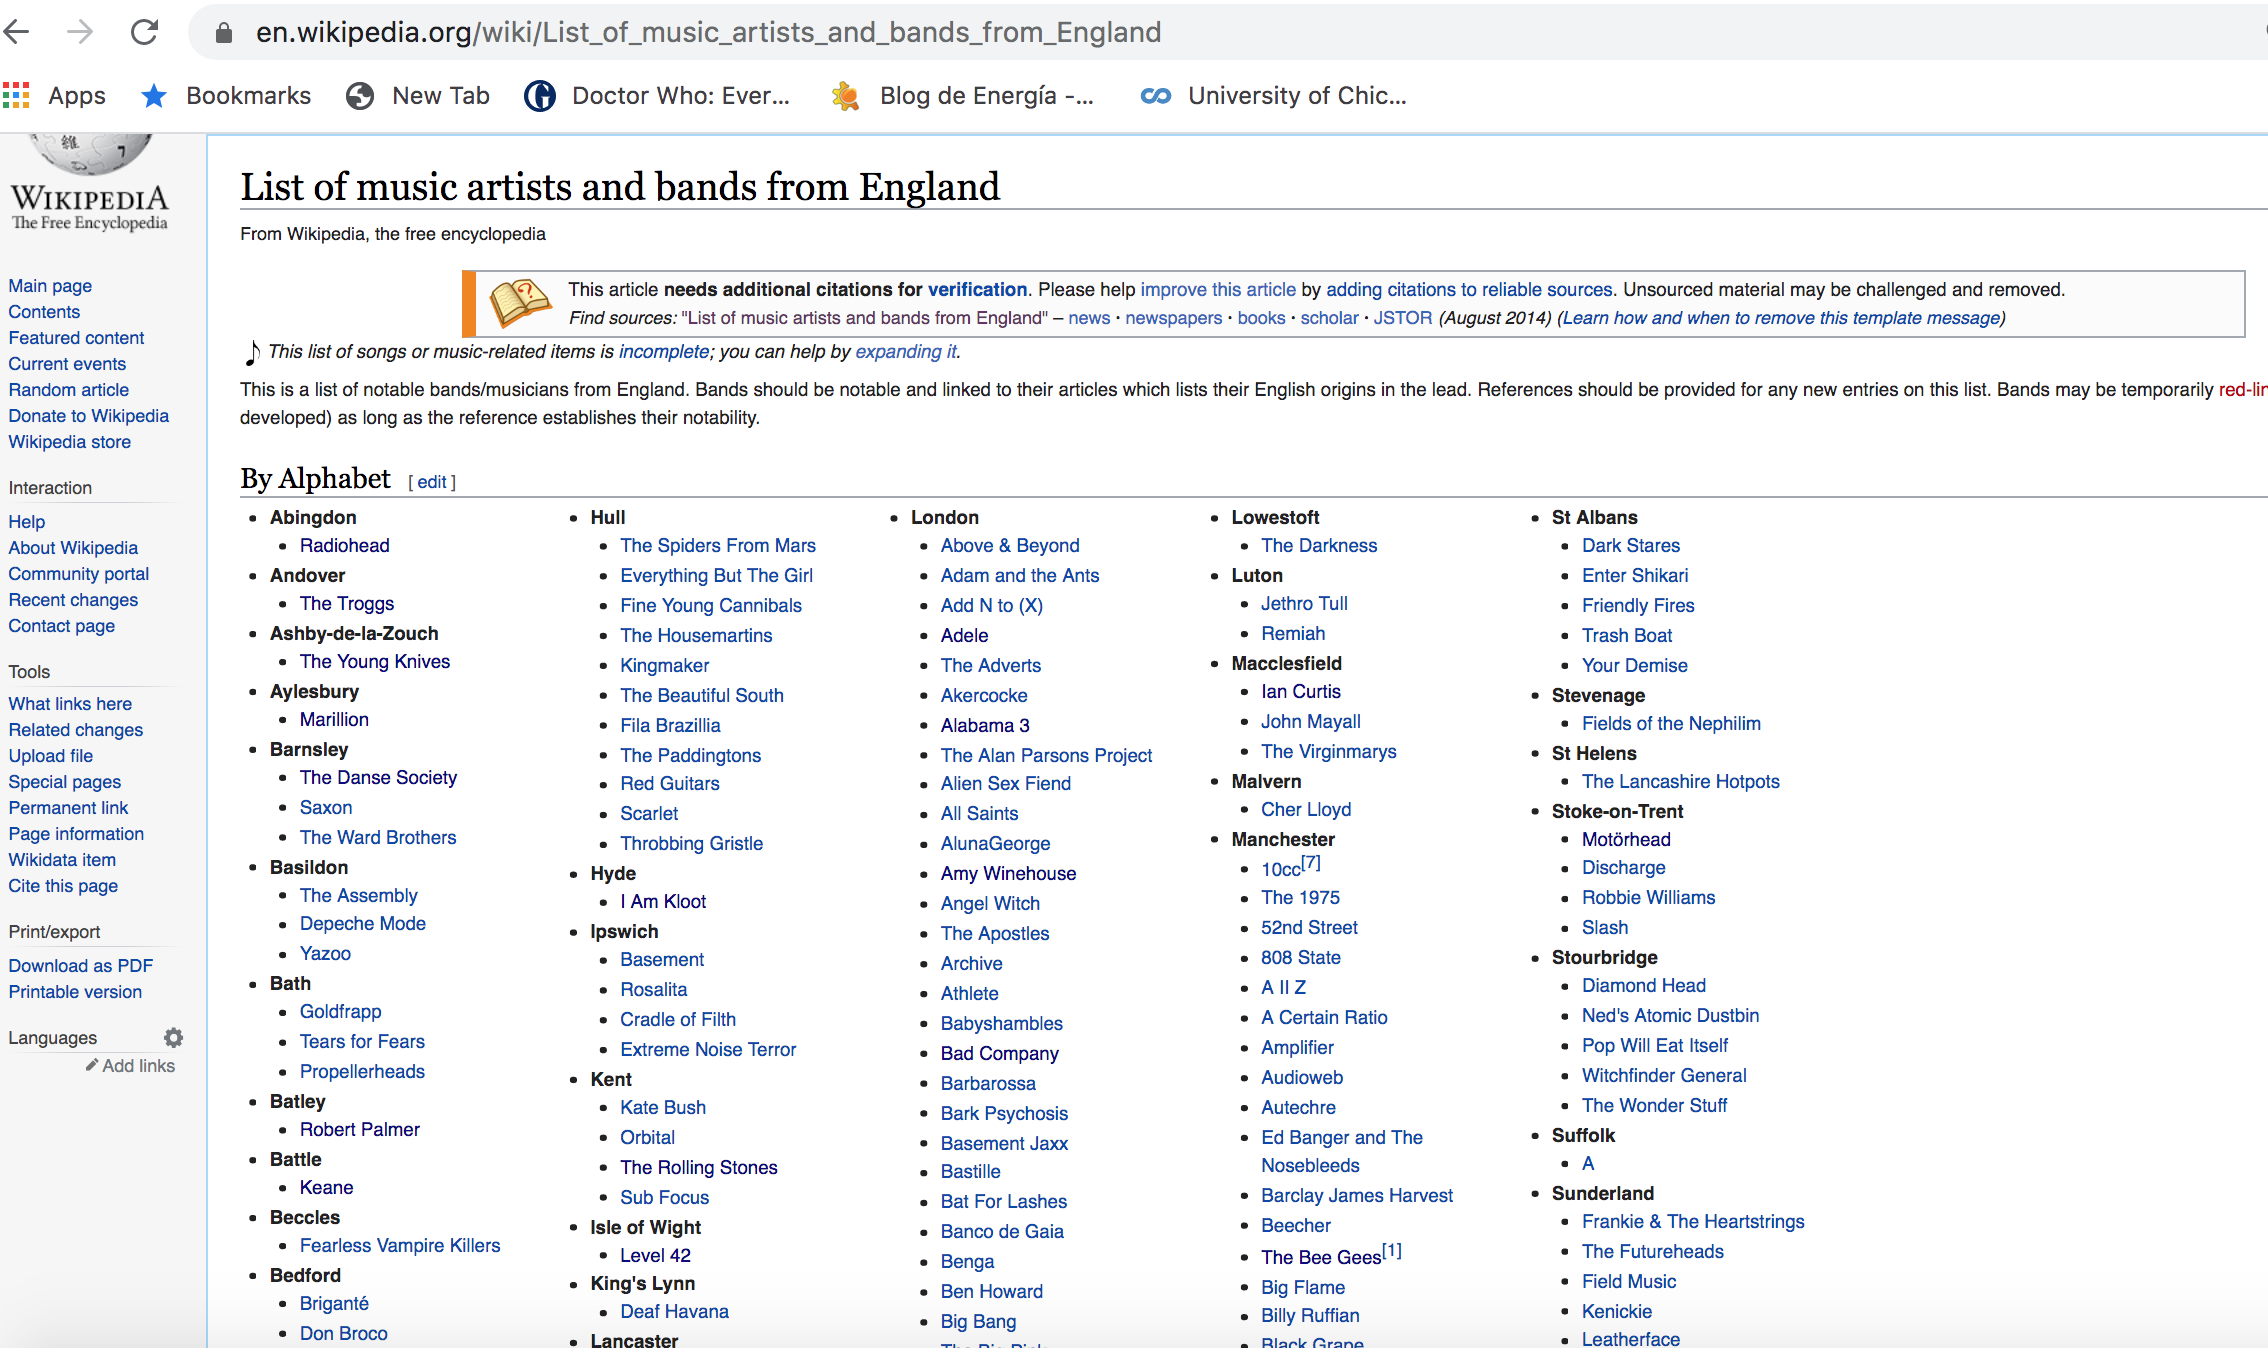 en.wikipedia.org/wiki/List_of_music_artists_and_bands_from_England
Apps
Bookmarks
New Tab
Doctor Who: Ever...
Blog de Energía -...
University of Chic...
WIKIPEDIA
The Free Encyclopedia
Main page
Contents
Featured content
Current events
Random article
Donate to Wikipedia
Wikipedia store
Interaction
Help
About Wikipedia
Community portal
Recent changes
Contact page
Tools
What links here
Related changes
Upload file
Special pages
Permanent link
Page information
Wikidata item
Cite this page
Print/export
Download as PDF
Printable version
Languages
Add links
List of music artists and bands from England
From Wikipedia, the free encyclopedia
This article needs additional citations for verification. Please help improve this article by adding citations to reliable sources. Unsourced material may be challenged and removed.
Find sources: "List of music artists and bands from England" – news · newspapers · books · scholar · JSTOR (August 2014) (Learn how and when to remove this template message)
This list of songs or music-related items is incomplete; you can help by expanding it.
This is a list of notable bands/musicians from England. Bands should be notable and linked to their articles which lists their English origins in the lead. References should be provided for any new entries on this list. Bands may be temporarily
developed) as long as the reference establishes their notability.
By Alphabet [ edit ]
Abingdon
Radiohead
Andover
The Troggs
Ashby-de-la-Zouch
The Young Knives
Aylesbury
Marillion
Barnsley
The Danse Society
Saxon
The Ward Brothers
Basildon
The Assembly
Depeche Mode
Yazoo
Bath
Goldfrapp
Tears for Fears
Propellerheads
Batley
Robert Palmer
Battle
Keane
Beccles
Fearless Vampire Killers
Bedford
Briganté
Don Broco
Hull
The Spiders From Mars
Everything But The Girl
Fine Young Cannibals
The Housemartins
Kingmaker
The Beautiful South
Fila Brazillia
The Paddingtons
Red Guitars
Scarlet
Throbbing Gristle
Hyde
I Am Kloot
Ipswich
Basement
Rosalita
Cradle of Filth
Extreme Noise Terror
Kent
Kate Bush
Orbital
The Rolling Stones
Sub Focus
Isle of Wight
Level 42
King's Lynn
Deaf Havana
Lancaster
London
Above & Beyond
Adam and the Ants
Add N to (X)
Adele
The Adverts
Akercocke
Alabama 3
The Alan Parsons Project
Alien Sex Fiend
All Saints
AlunaGeorge
Amy Winehouse
Angel Witch
The Apostles
Archive
Athlete
Babyshambles
Bad Company
Barbarossa
Bark Psychosis
Basement Jaxx
Bastille
Bat For Lashes
Banco de Gaia
Benga
Ben Howard
Big Bang
Lowestoft
The Darkness
Luton
Jethro Tull
Remiah
Macclesfield
Ian Curtis
John Mayall
The Virginmarys
Malvern
Cher Lloyd
Manchester
10cc[7]
The 1975
52nd Street
808 State
A II Z
A Certain Ratio
Amplifier
Audioweb
Autechre
Ed Banger and The
Nosebleeds
Barclay James Harvest
Beecher
The Bee Gees[1]
Big Flame
Billy Ruffian
Black Grape
St Albans
Dark Stares
Enter Shikari
Friendly Fires
Trash Boat
Your Demise
Stevenage
Fields of the Nephilim
St Helens
The Lancashire Hotpots
Stoke-on-Trent
Motörhead
Discharge
Robbie Williams
Slash
Stourbridge
Diamond Head
Ned's Atomic Dustbin
Pop Will Eat Itself
Witchfinder General
The Wonder Stuff
Suffolk
A
Sunderland
Frankie & The Heartstrings
The Futureheads
Field Music
Kenickie
Leatherface